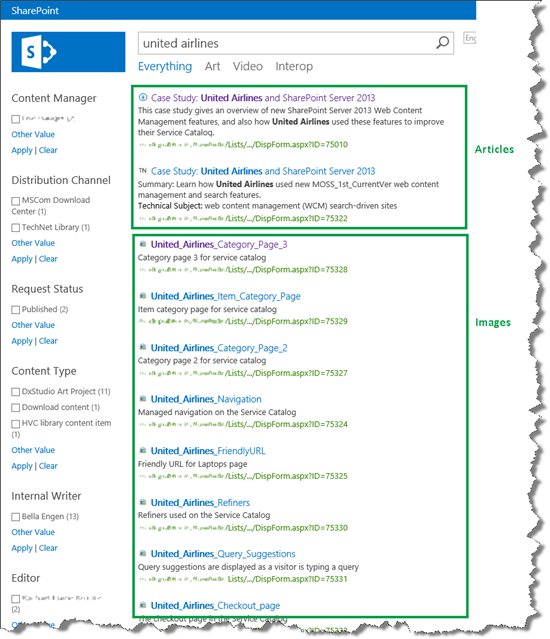 SharePoint
united airlines
Eng
Everything Art Video Interop
Content Manager
Other Value
Apply | Clear
Distribution Channel
MSCom Download
Center (1)
TechNet Library (1)
Other Value
Apply | Clear
Request Status
Published (2)
Other Value
Apply | Clear
Content Type
DxStudio Art Project (11)
Download content (1)
HVC library content item
(1)
Other Value
Apply | Clear
Internal Writer
Bella Engen (13)
Other Value
Apply | Clear
Editor
(2)
Other Value
Apply | Clear
Case Study: United Airlines and SharePoint Server 2013
This case study gives an overview of new SharePoint Server 2013 Web Content
Management features, and also how United Airlines used these features to improve
their Service Catalog.
/Lists/.../DispForm.aspx?ID=75010
TN Case Study: United Airlines and SharePoint Server 2013
Summary: Learn how United Airlines used new MOSS_1st_CurrentVer web content
management and search features.
Technical Subject: web content management (WCM) search-driven sites
/Lists/.../DispForm.aspx?ID=75322
Articles
United_Airlines_Category_Page_3
Category page 3 for service catalog
/Lists/.../DispForm.aspx?ID=75328
United_Airlines_Item_Category_Page
Item category page for service catalog
/Lists/.../DispForm.aspx?ID=75329
Images
United_Airlines_Category_Page_2
Category page 2 for service catalog
/Lists/.../DispForm.aspx?ID=75327
United_Airlines_Navigation
Managed navigation on the Service Catalog
/Lists/.../DispForm.aspx?ID=75324
United_Airlines_FriendlyURL
Friendly URL for Laptops page
/Lists/.../DispForm.aspx?ID=75325
United_Airlines_Refiners
Refiners used on the Service Catalog
/Lists/.../DispForm.aspx?ID=75330
United_Airlines_Query_Suggestions
Query suggestions are displayed as a visitor is typing a query
/Lists/.../DispForm.aspx?ID=75331
United_Airlines_Checkout_page
The checkout page in the Service Catalog